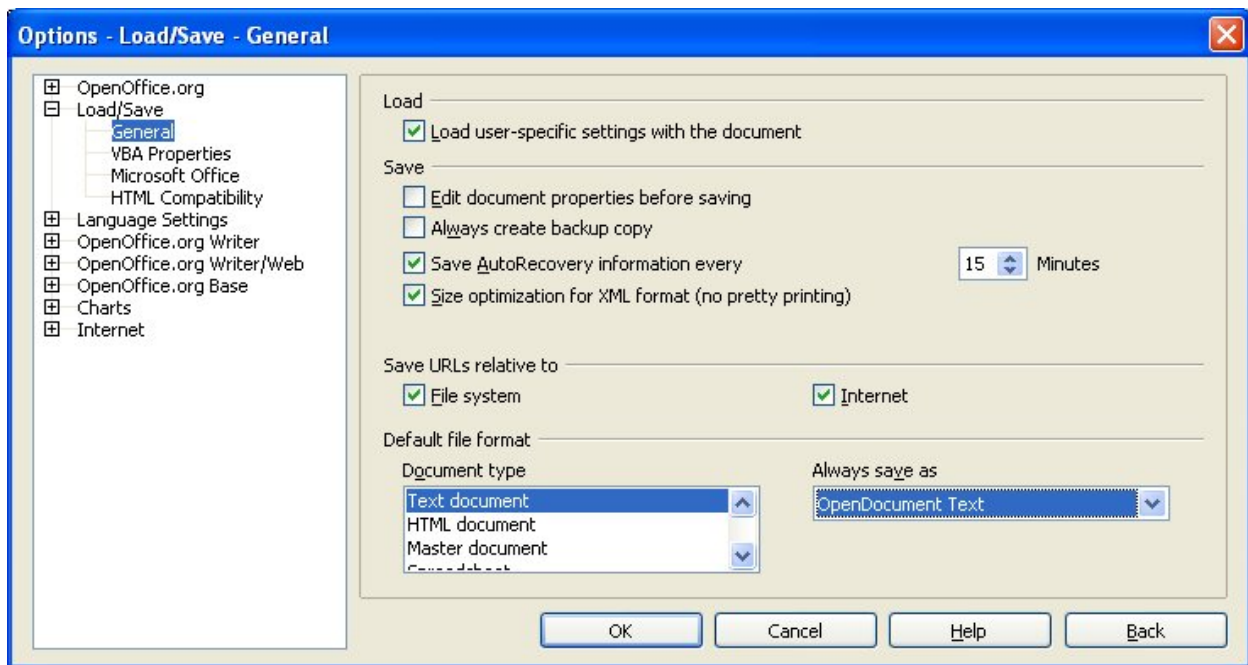 Options - Load/Save - General
OpenOffice.org
Load/Save
General
VBA Properties
Microsoft Office
HTML Compatibility
Language Settings
OpenOffice.org Writer
OpenOffice.org Writer/Web
OpenOffice.org Base
Charts
Internet
Load
Load user-specific settings with the document
Save
Edit document properties before saving
Always create backup copy
Save AutoRecovery information every 15 Minutes
Size optimization for XML format (no pretty printing)
Save URLs relative to
File system Internet
Default file format
Document type Always save as
Text document OpenDocument Text
HTML document
Master document
Spreadsheet
OK Cancel Help Back